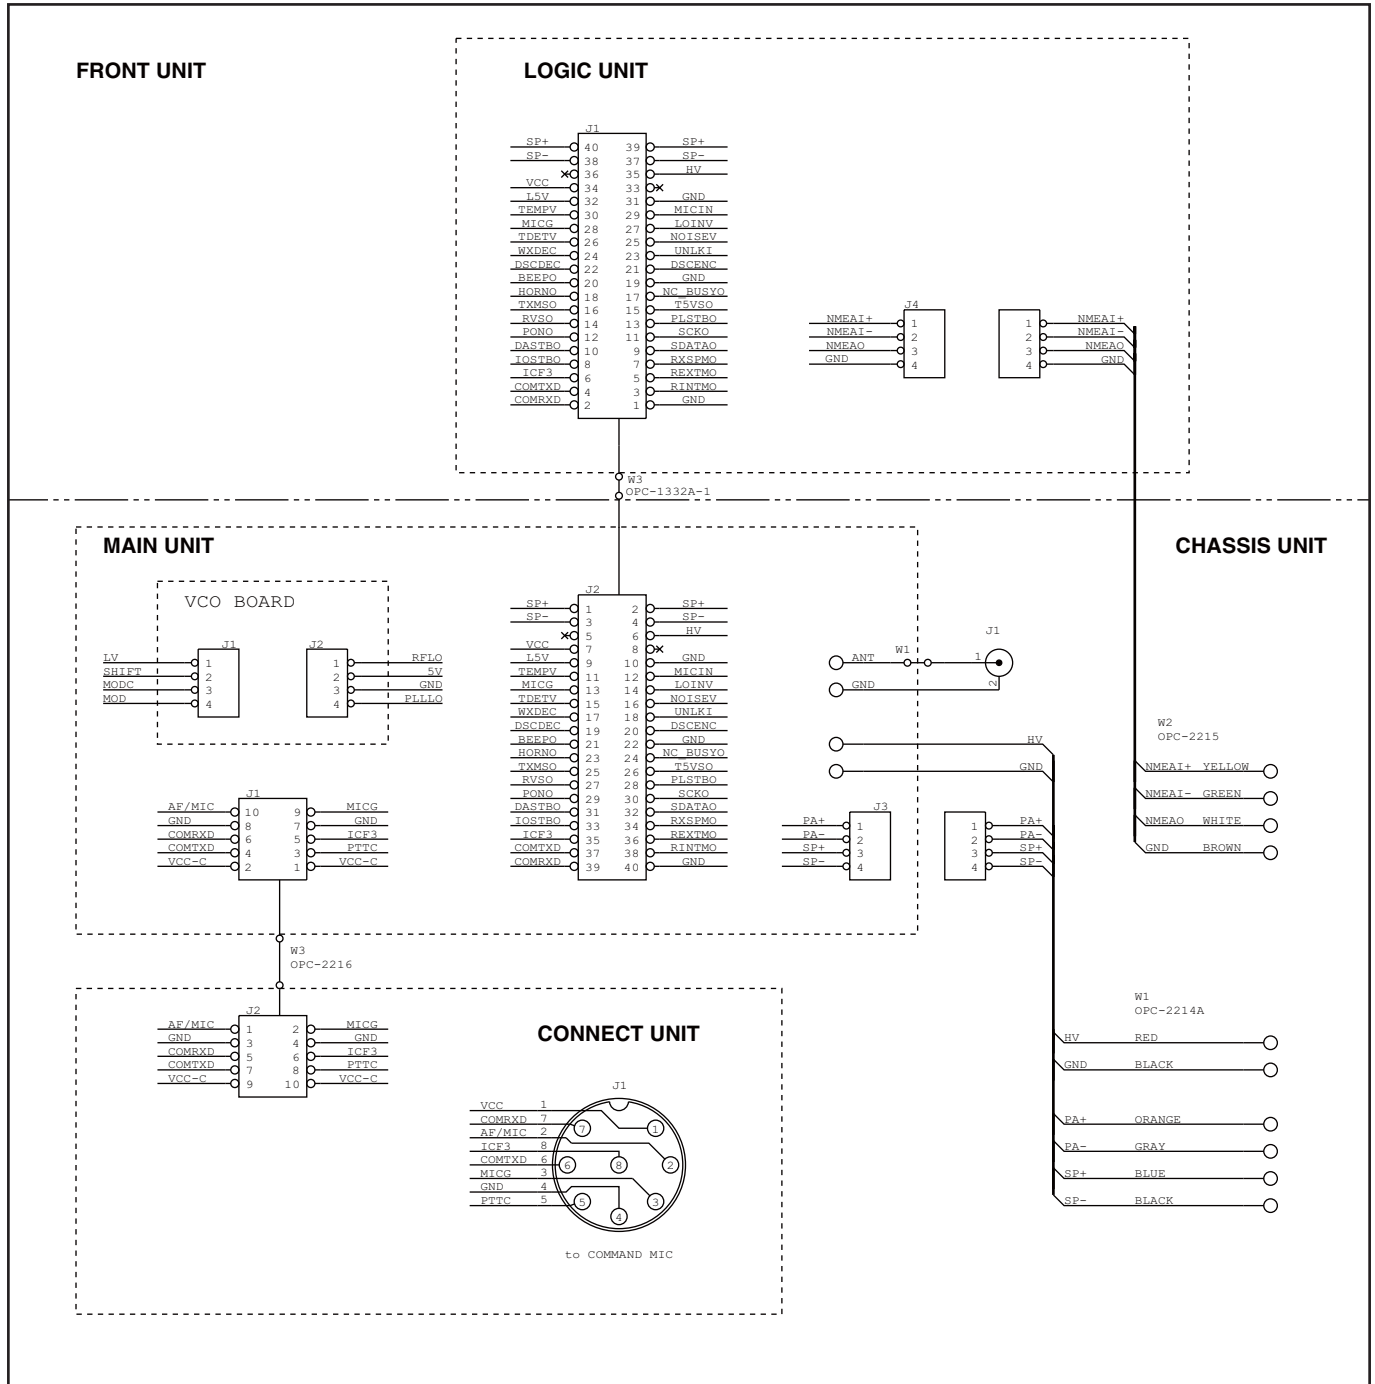 FRONT UNIT
LOGIC UNIT
J1
SP+ 40 39 SP+
SP- 38 37 SP-
36 35 HV
VCC 34 33
L5V 32 31 GND
TEMPV 30 29 MICIN
MICG 28 27 LOINV
TDETV 26 25 NOISEV
WXDEC 24 23 UNLKI
DSCDEC 22 21 DSCENC
BEEPO 20 19 GND
HORNO 18 17 NC_BUSYO
TXMSO 16 15 T5VSO
RVSO 14 13 PLSTBO
PONO 12 11 SCKO
DASTBO 10 9 SDATAO
IOSTBO 8 7 RXSPMO
ICF3 6 5 REXTMO
COMTXD 4 3 RINTMO
COMRXD 2 1 GND
J4
NMEAI+ 1 1 NMEAI+
NMEAI- 2 2 NMEAI-
NMEAO 3 3 NMEAO
GND 4 4 GND
W3
OPC-1332A-1
MAIN UNIT
CHASSIS UNIT
VCO BOARD
J1 J2
LV 1 1 RFLO
SHIFT 2 2 5V
MODC 3 3 GND
MOD 4 4 PLLLO
J2
SP+ 1 2 SP+
SP- 3 4 SP-
5 6 HV
VCC 7 8
L5V 9 10 GND
TEMPV 11 12 MICIN
MICG 13 14 LOINV
TDETV 15 16 NOISEV
WXDEC 17 18 UNLKI
DSCDEC 19 20 DSCENC
BEEPO 21 22 GND
HORNO 23 24 NC_BUSYO
TXMSO 25 26 T5VSO
RVSO 27 28 PLSTBO
PONO 29 30 SCKO
DASTBO 31 32 SDATAO
IOSTBO 33 34 RXSPMO
ICF3 35 36 REXTMO
COMTXD 37 38 RINTMO
COMRXD 39 40 GND
J1
ANT W1 1
GND 2
HV
GND
J3
PA+ 1 1 PA+
PA- 2 2 PA-
SP+ 3 3 SP+
SP- 4 4 SP-
W2
OPC-2215
NMEAI+ YELLOW
NMEAI- GREEN
NMEAO WHITE
GND BROWN
J1
AF/MIC 10 9 MICG
GND 8 7 GND
COMRXD 6 5 ICF3
COMTXD 4 3 PTTC
VCC-C 2 1 VCC-C
W3
OPC-2216
J2
AF/MIC 1 2 MICG
GND 3 4 GND
COMRXD 5 6 ICF3
COMTXD 7 8 PTTC
VCC-C 9 10 VCC-C
CONNECT UNIT
J1
VCC 1
COMRXD 7
AF/MIC 2
ICF3 8
COMTXD 6
MICG 3
GND 4
PTTC 5
7 1
6 8 2
5 3
4
to COMMAND MIC
W1
OPC-2214A
HV RED
GND BLACK
PA+ ORANGE
PA- GRAY
SP+ BLUE
SP- BLACK